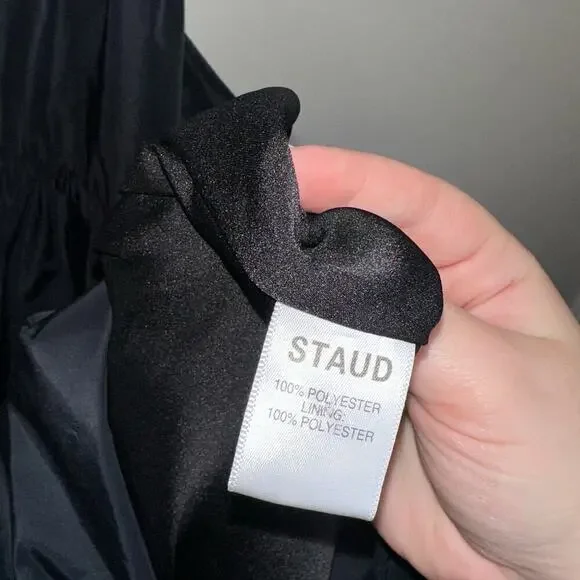 STAUD
100% POLYESTER
LINING:
100% POLYESTER